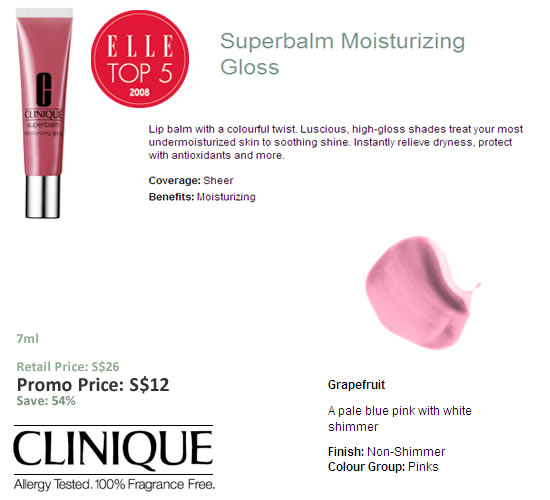 ELLE
TOP 5
2008
Superbalm Moisturizing
Gloss
C
CLINIQUE
superbalm
moisturizing gloss
Lip balm with a colourful twist. Luscious, high-gloss shades treat your most
undermoisturized skin to soothing shine. Instantly relieve dryness, protect
with antioxidants and more.
Coverage: Sheer
Benefits: Moisturizing
7ml
Retail Price: S$26
Promo Price: S$12
Save: 54%
Grapefruit
A pale blue pink with white
shimmer
Finish: Non-Shimmer
Colour Group: Pinks
CLINIQUE
Allergy Tested. 100% Fragrance Free.